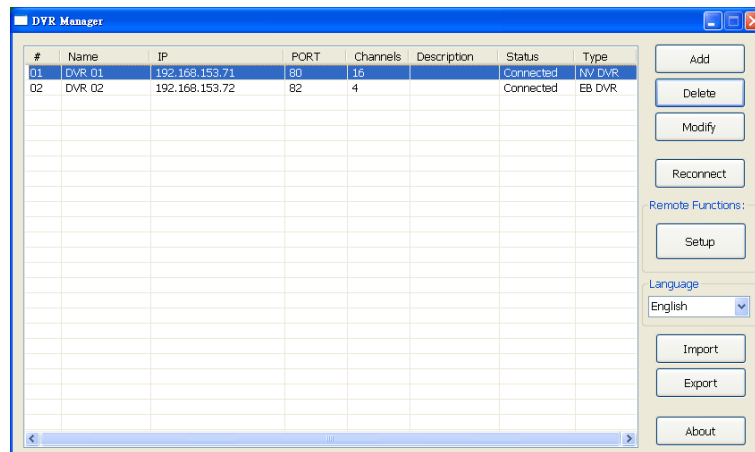 DVR Manager
# Name IP PORT Channels Description Status Type
01 DVR 01 192.168.153.71 80 16 Connected NV DVR
02 DVR 02 192.168.153.72 82 4 Connected EB DVR
Add
Delete
Modify
Reconnect
Remote Functions:
Setup
Language
English
Import
Export
About